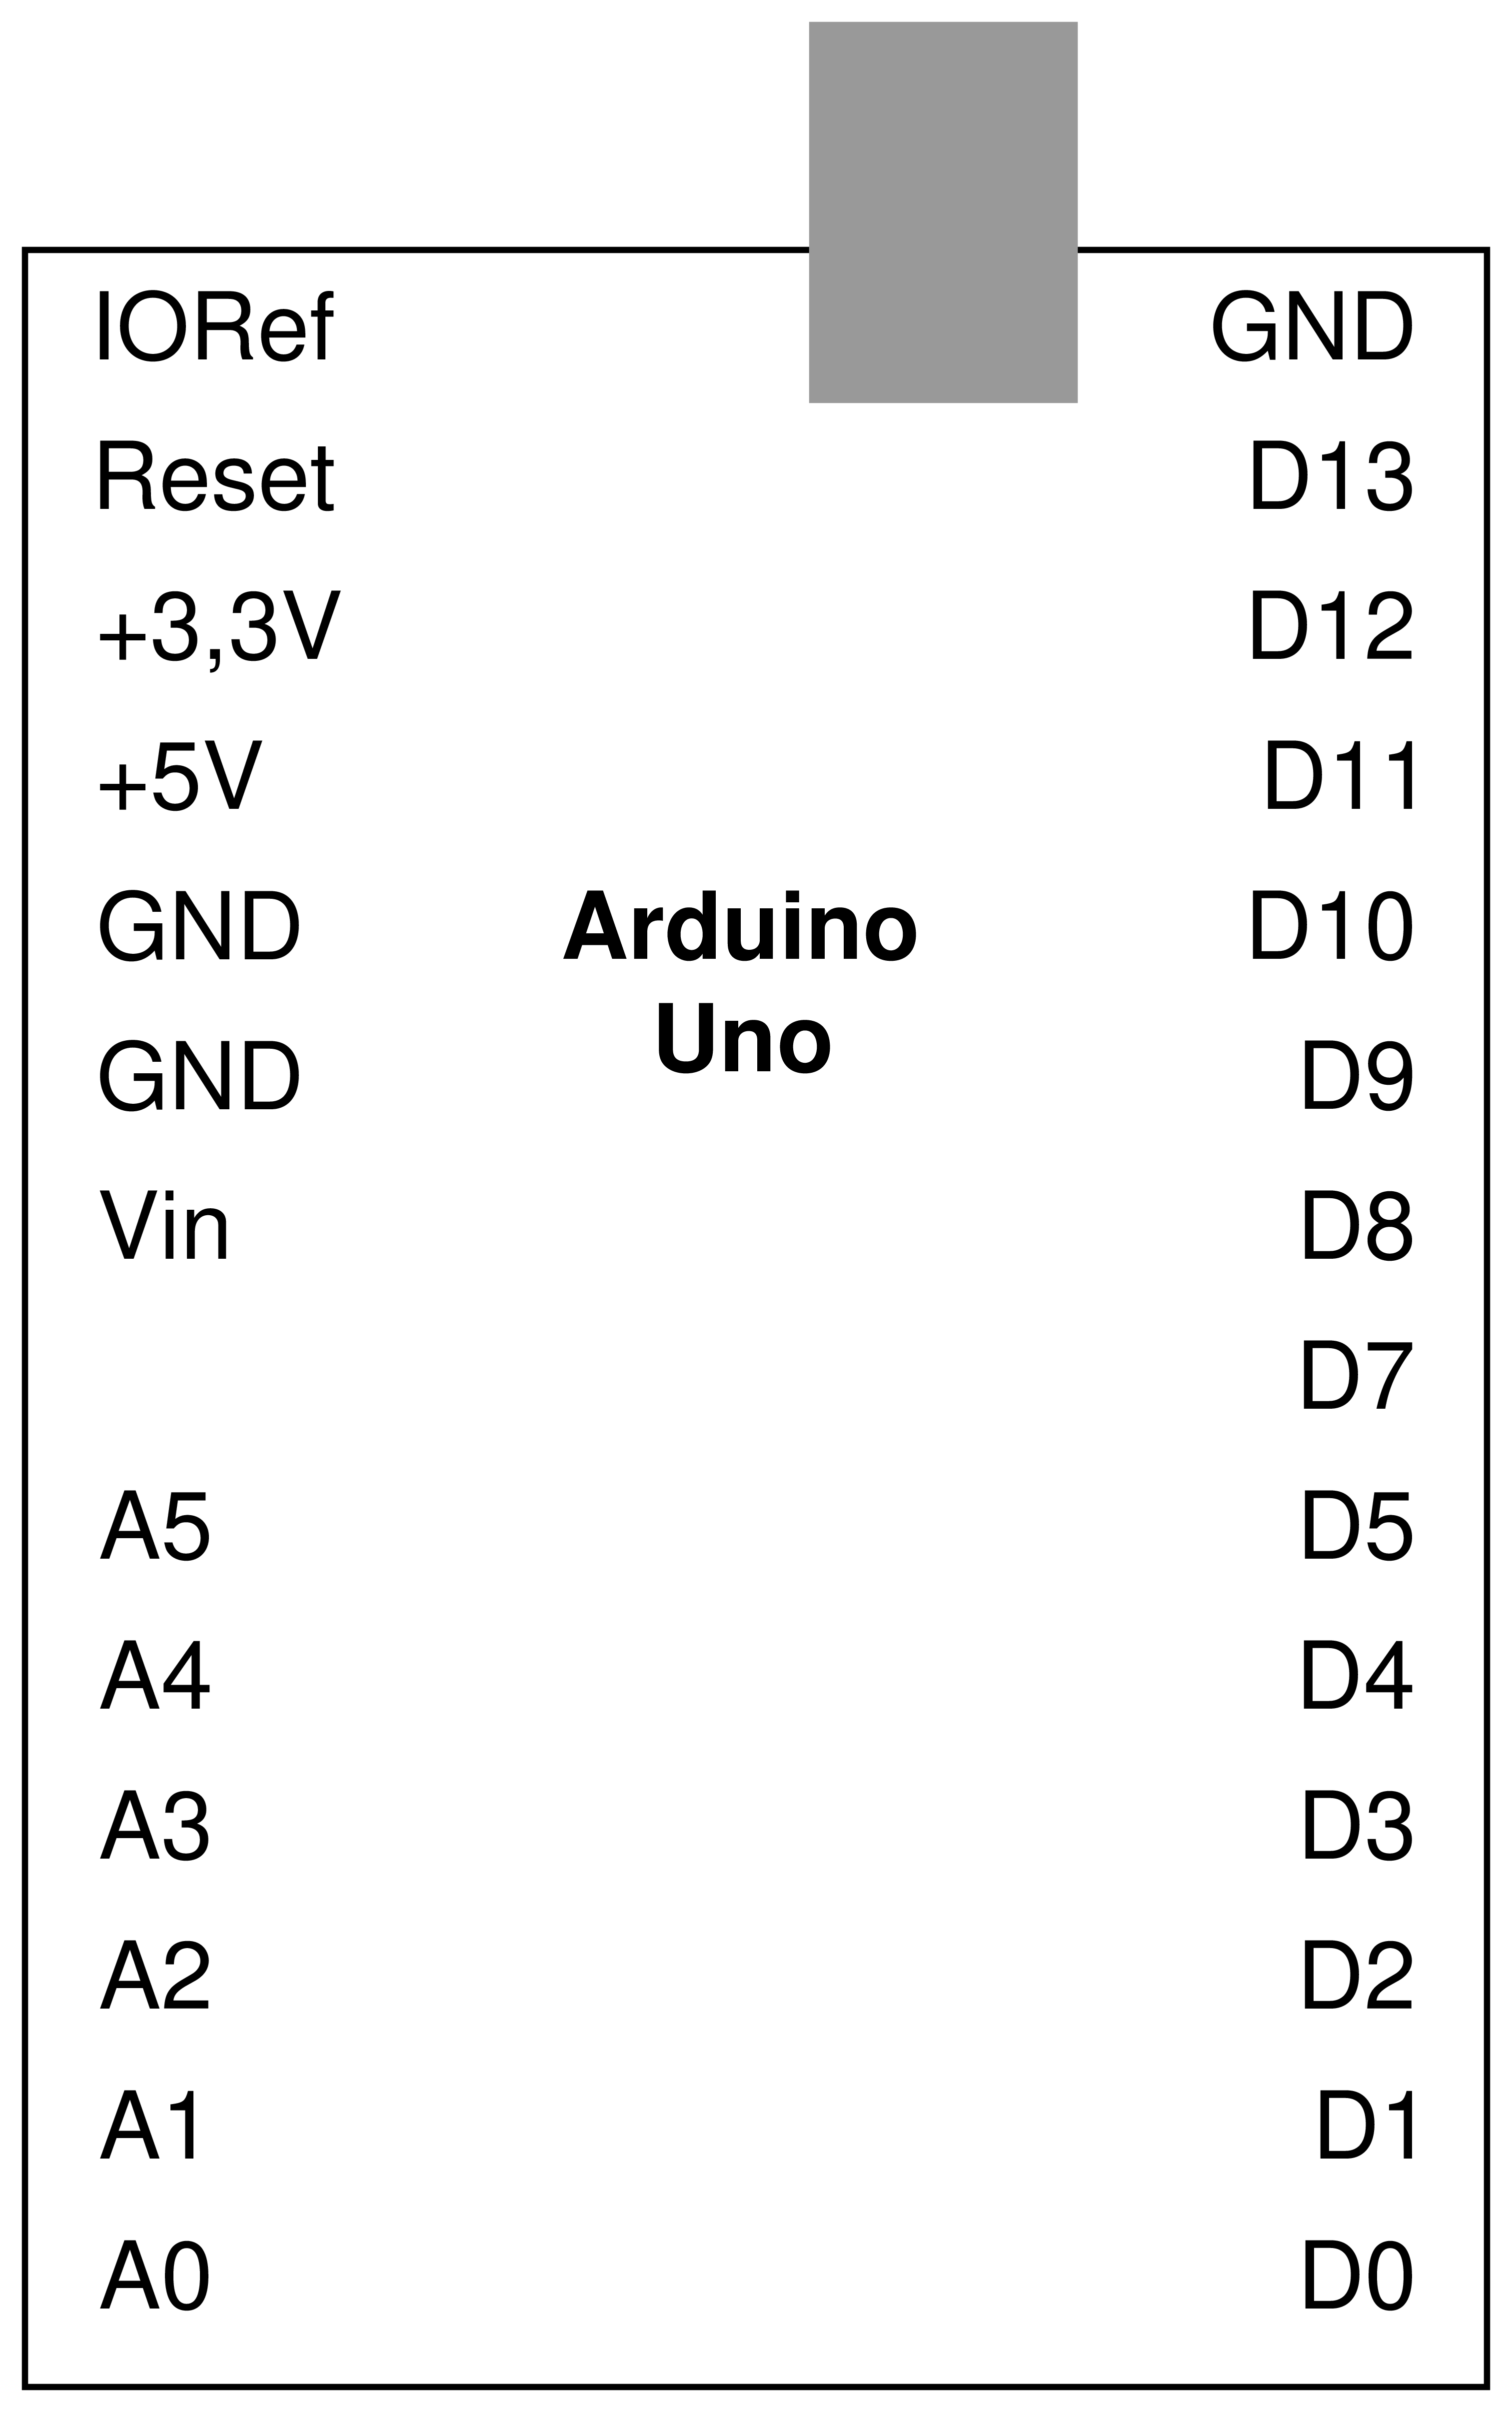 IORef
Reset
+3,3V
+5V
GND
GND
Vin
A5
A4
A3
A2
A1
A0
Arduino
Uno
GND
D13
D12
D11
D10
D9
D8
D7
D5
D4
D3
D2
D1
D0